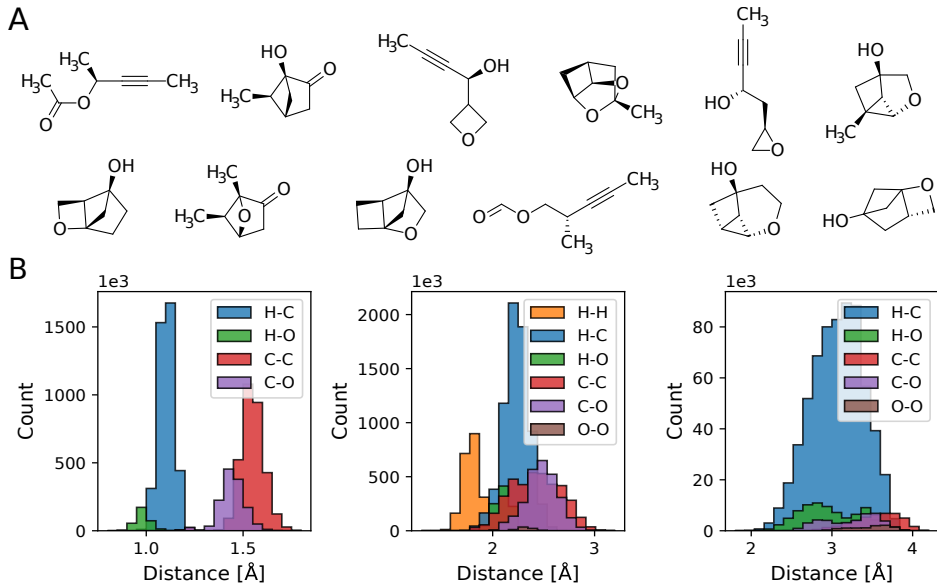 A
H3C
H3C
O
O
CH3
HO
O
H3C
H3C
OH
O
O
O
CH3
CH3
HO
O
HO
O
H3C
OH
O
CH3
O
O
H3C
OH
O
O
O
CH3
CH3
HO
O
O
HO
B
1e3
1500
1000
500
0
1.0
1.5
Count
Distance [Å]
H-C
H-O
C-C
C-O
1e3
2000
1500
1000
500
0
2
3
Count
Distance [Å]
H-H
H-C
H-O
C-C
C-O
O-O
1e3
80
60
40
20
0
2
3
4
Count
Distance [Å]
H-C
H-O
C-C
C-O
O-O